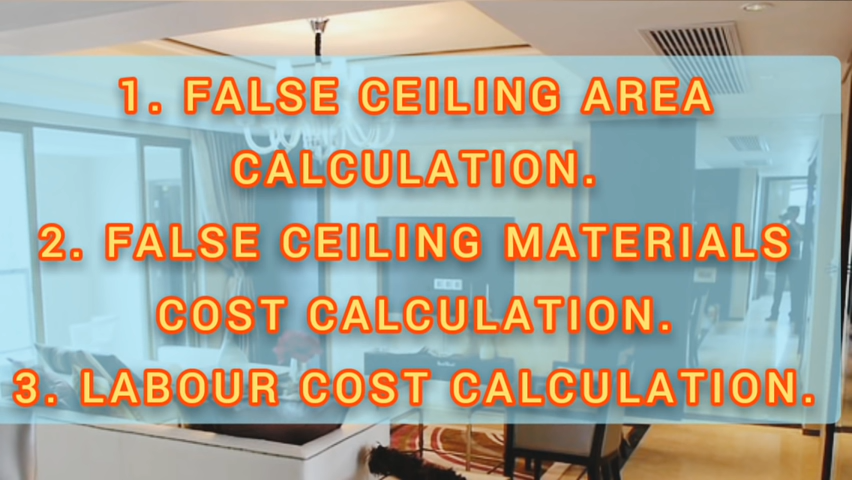 1. FALSE CEILING AREA
CALCULATION.
2. FALSE CEILING MATERIALS
COST CALCULATION.
3. LABOUR COST CALCULATION.